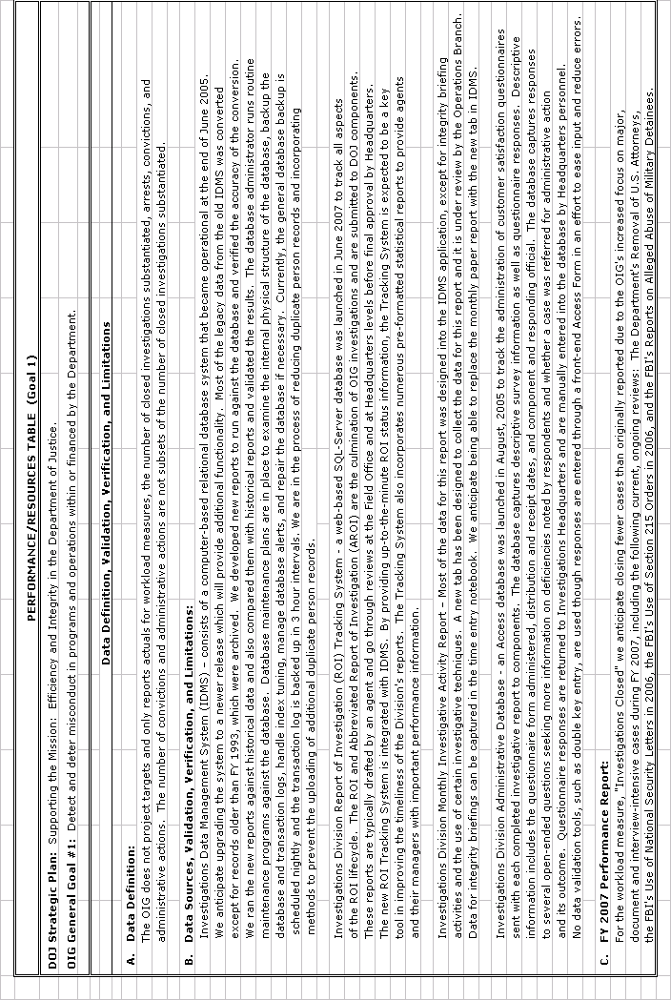 PERFORMANCE/RESOURCES TABLE (Goal 1)
DOJ Strategic Plan: Supporting the Mission: Efficiency and Integrity in the Department of Justice.
OIG General Goal #1: Detect and deter misconduct in programs and operations within or financed by the Department.
Data Definition, Validation, Verification, and Limitations
A. Data Definition:
The OIG does not project targets and only reports actuals for workload measures, the number of closed investigations substantiated, arrests, convictions, and
administrative actions. The number of convictions and administrative actions are not subsets of the number of closed investigations substantiated.
B. Data Sources, Validation, Verification, and Limitations:
Investigations Data Management System (IDMS) – consists of a computer-based relational database system that became operational at the end of June 2005.
We anticipate upgrading the system to a newer release which will provide additional functionality. Most of the legacy data from the old IDMS was converted
except for records older than FY 1993, which were archived. We developed new reports to run against the database and verified the accuracy of the conversion.
We ran the new reports against historical data and also compared them with historical reports and validated the results. The database administrator runs routine
maintenance programs against the database. Database maintenance plans are in place to examine the internal physical structure of the database, backup the
database and transaction logs, handle index tuning, manage database alerts, and repair the database if necessary. Currently, the general database backup is
scheduled nightly and the transaction log is backed up in 3 hour intervals. We are in the process of reducing duplicate person records and incorporating
methods to prevent the uploading of additional duplicate person records.
Investigations Division Report of Investigation (ROI) Tracking System - a web-based SQL-Server database was launched in June 2007 to track all aspects
of the ROI lifecycle. The ROI and Abbreviated Report of Investigation (AROI) are the culmination of OIG investigations and are submitted to DOJ components.
These reports are typically drafted by an agent and go through reviews at the Field Office and at Headquarters levels before final approval by Headquarters.
The new ROI Tracking System is integrated with IDMS. By providing up-to-the-minute ROI status information, the Tracking System is expected to be a key
tool in improving the timeliness of the Division's reports. The Tracking System also incorporates numerous pre-formatted statistical reports to provide agents
and their managers with important performance information.
Investigations Division Monthly Investigative Activity Report – Most of the data for this report was designed into the IDMS application, except for integrity briefing
activities and the use of certain investigative techniques. A new tab has been designed to collect the data for this report and it is under review by the Operations Branch.
Data for integrity briefings can be captured in the time entry notebook. We anticipate being able to replace the monthly paper report with the new tab in IDMS.
Investigations Division Administrative Database - an Access database was launched in August, 2005 to track the administration of customer satisfaction questionnaires
sent with each completed investigative report to components. The database captures descriptive survey information as well as questionnaire responses. Descriptive
information includes the questionnaire form administered, distribution and receipt dates, and component and responding official. The database captures responses
to several open-ended questions seeking more information on deficiencies noted by respondents and whether a case was referred for administrative action
and its outcome. Questionnaire responses are returned to Investigations Headquarters and are manually entered into the database by Headquarters personnel.
No data validation tools, such as double key entry, are used though responses are entered through a front-end Access Form in an effort to ease input and reduce errors.
C. FY 2007 Performance Report:
For the workload measure, "Investigations Closed" we anticipate closing fewer cases than originally reported due to the OIG's increased focus on major,
document and interview-intensive cases during FY 2007, including the following current, ongoing reviews: The Department's Removal of U.S. Attorneys,
the FBI's Use of National Security Letters in 2006, the FBI's Use of Section 215 Orders in 2006, and the FBI's Reports on Alleged Abuse of Military Detainees.